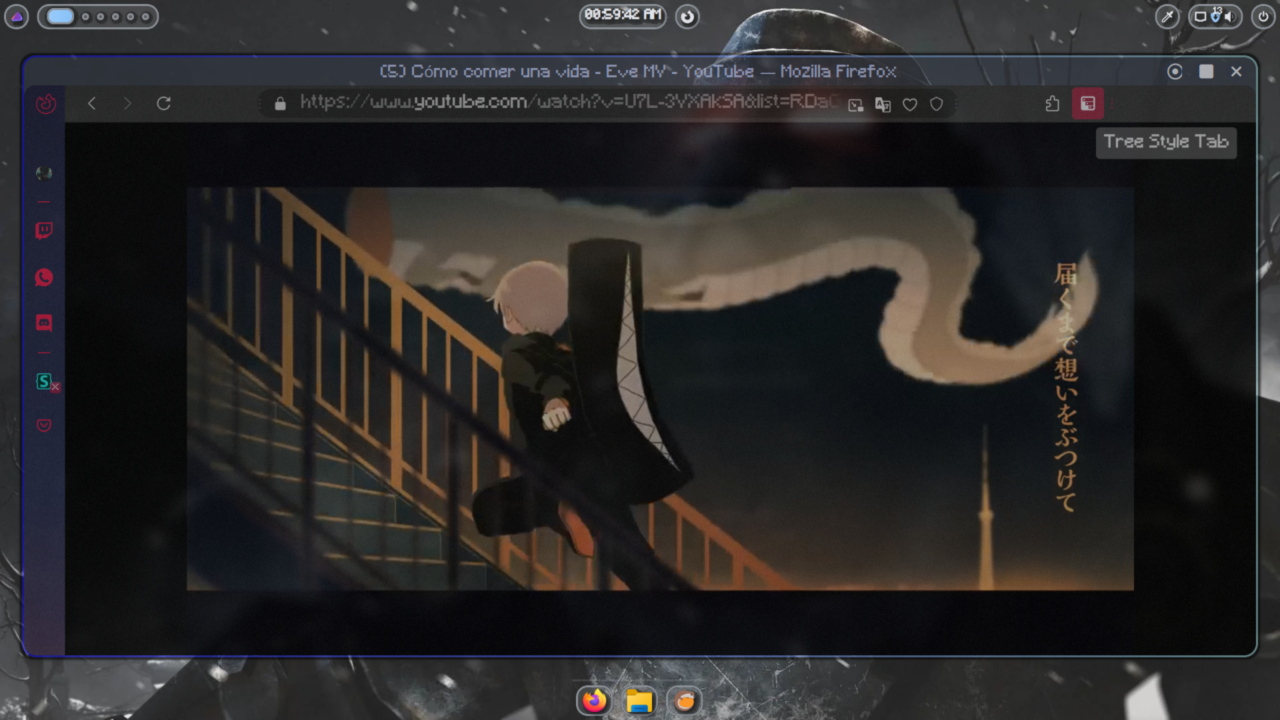 00:59:42 AM
13
(5) Cómo comer una vida - Eve MV - YouTube — Mozilla Firefox
https://www.youtube.com/watch?v=U7L-3VXAkSA&list=RDaC
Tree Style Tab
届くまで想いをぶつけて
S